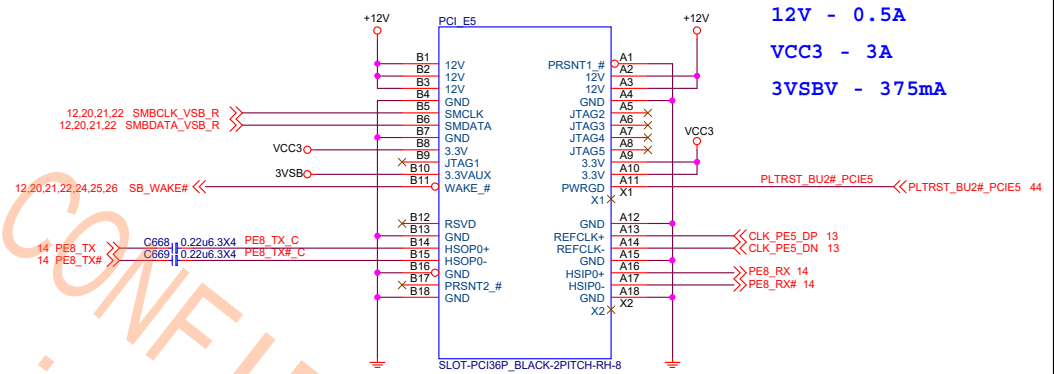 +12V
PCI_E5
+12V
12V - 0.5A
VCC3 - 3A
3VSBV - 375mA
B1 12V PRSNT1_# A1
B2 12V 12V A2
B3 12V 12V A3
B4 GND GND A4
12,20,21,22 SMBCLK_VSB_R B5 SMCLK JTAG2 A5
12,20,21,22 SMBDATA_VSB_R B6 SMDATA JTAG3 A6
B7 GND JTAG4 A7
VCC3 B8 3.3V JTAG5 A8 VCC3
B9 JTAG1 3.3V A9
3VSB B10 3.3VAUX 3.3V A10
12,20,21,22,24,25,26 SB_WAKE# B11 WAKE_# PWRGD A11 PLTRST_BU2#_PCIE5 PLTRST_BU2#_PCIE5 44
X1 X1
B12 RSVD GND A12
B13 GND REFCLK+ A13 CLK_PE5_DP 13
14 PE8_TX C668 0.22u6.3X4 PE8_TX_C B14 HSOP0+ REFCLK- A14 CLK_PE5_DN 13
14 PE8_TX# C669 0.22u6.3X4 PE8_TX#_C B15 HSOP0- GND A15
B16 GND HSIP0+ A16 PE8_RX 14
B17 PRSNT2_# HSIP0- A17 PE8_RX# 14
B18 GND GND A18
X2 X2
SLOT-PCI36P_BLACK-2PITCH-RH-8